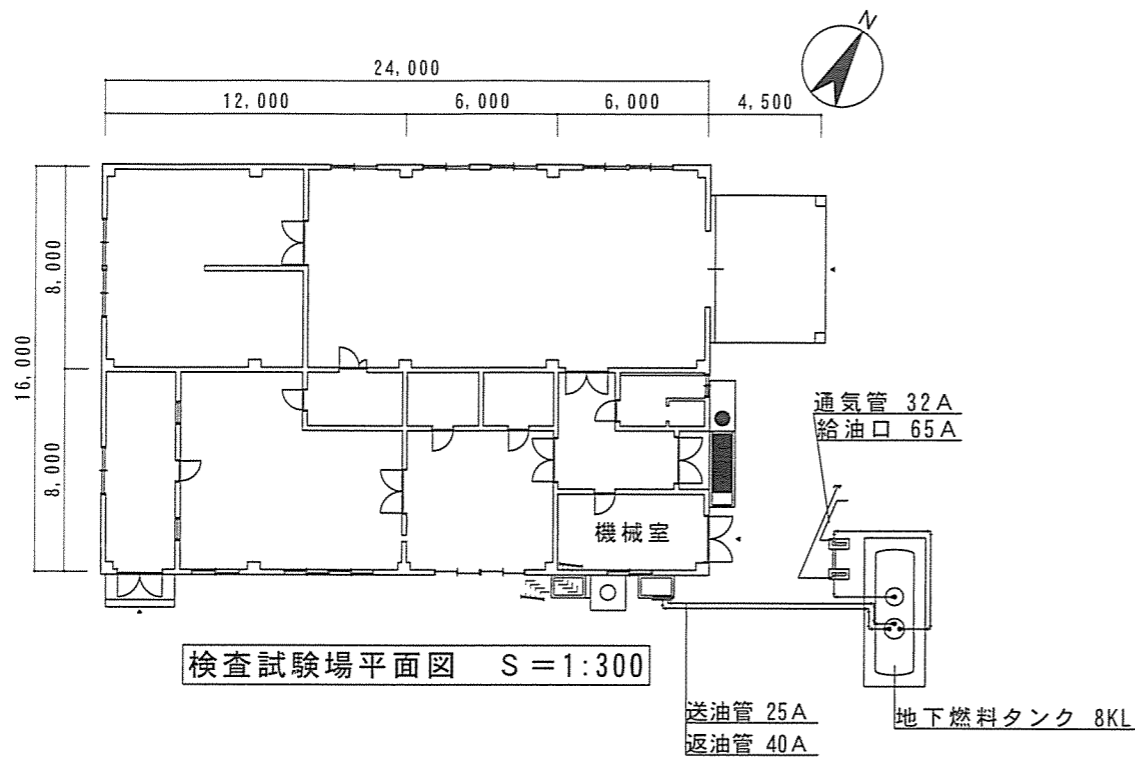 N
24,000
12,000 6,000 6,000 4,500
16,000
8,000
8,000
通気管 32A
給油口 65A
機械室
検査試験場平面図 S=1:300
送油管 25A
返油管 40A
地下燃料タンク 8KL